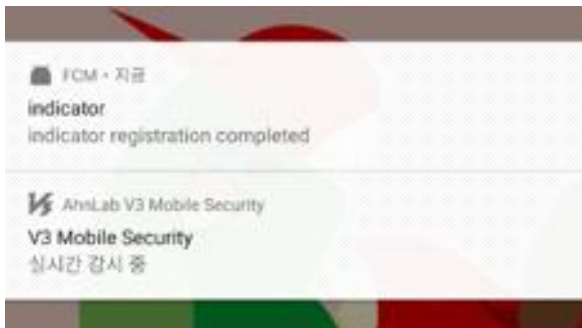 FCM • 지금
indicator
indicator registration completed
AhnLab V3 Mobile Security
V3 Mobile Security
실시간 감시 중